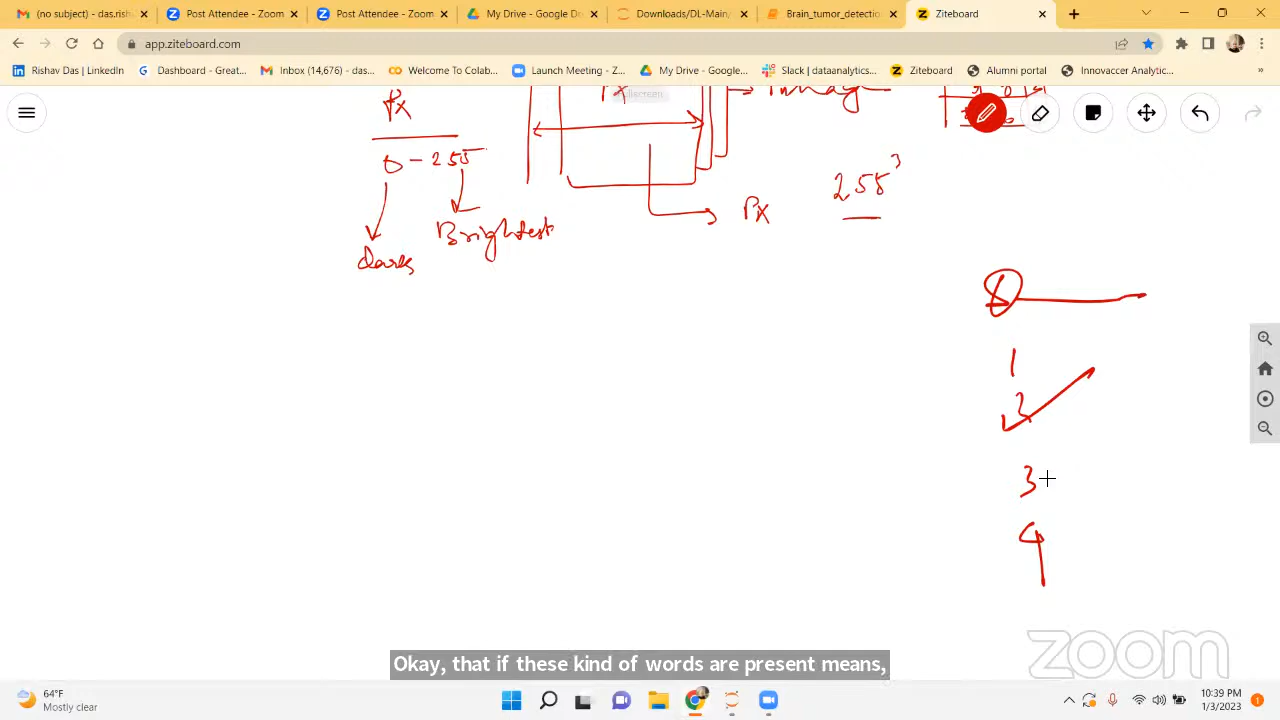 (no subject) - das.rish
Post Attendee - Zoom
Post Attendee - Zoom
My Drive - Google Dr
Downloads/DL-Main/
Brain_tumor_detectio
Ziteboard
app.ziteboard.com
Rishav Das | LinkedIn
Dashboard - Great...
Inbox (14,676) - das...
Welcome To Colab...
Launch Meeting - Z...
My Drive - Google...
Slack | dataanalytics...
Ziteboard
Alumni portal
Innovaccer Analytic...
Px
0 - 255
Dark
Brightest
Px
255³
1
2
3
4
Okay, that if these kind of words are present means,
zoom
64°F
Mostly clear
10:39 PM
1/3/2023
1